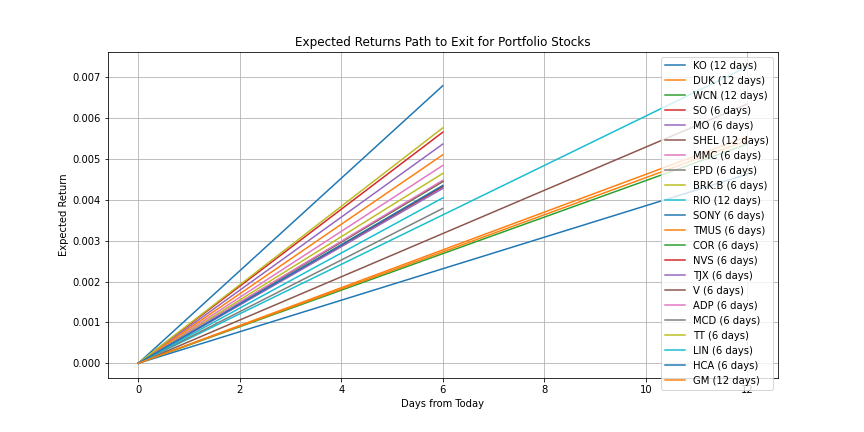 Expected Returns Path to Exit for Portfolio Stocks
Expected Return
0.007
0.006
0.005
0.004
0.003
0.002
0.001
0.000
0
2
4
6
8
10
12
Days from Today
KO (12 days)
DUK (12 days)
WCN (12 days)
SO (6 days)
MO (6 days)
SHEL (12 days)
MMC (6 days)
EPD (6 days)
BRK.B (6 days)
RIO (12 days)
SONY (6 days)
TMUS (6 days)
COR (6 days)
NVS (6 days)
TJX (6 days)
V (6 days)
ADP (6 days)
MCD (6 days)
TT (6 days)
LIN (6 days)
HCA (6 days)
GM (12 days)